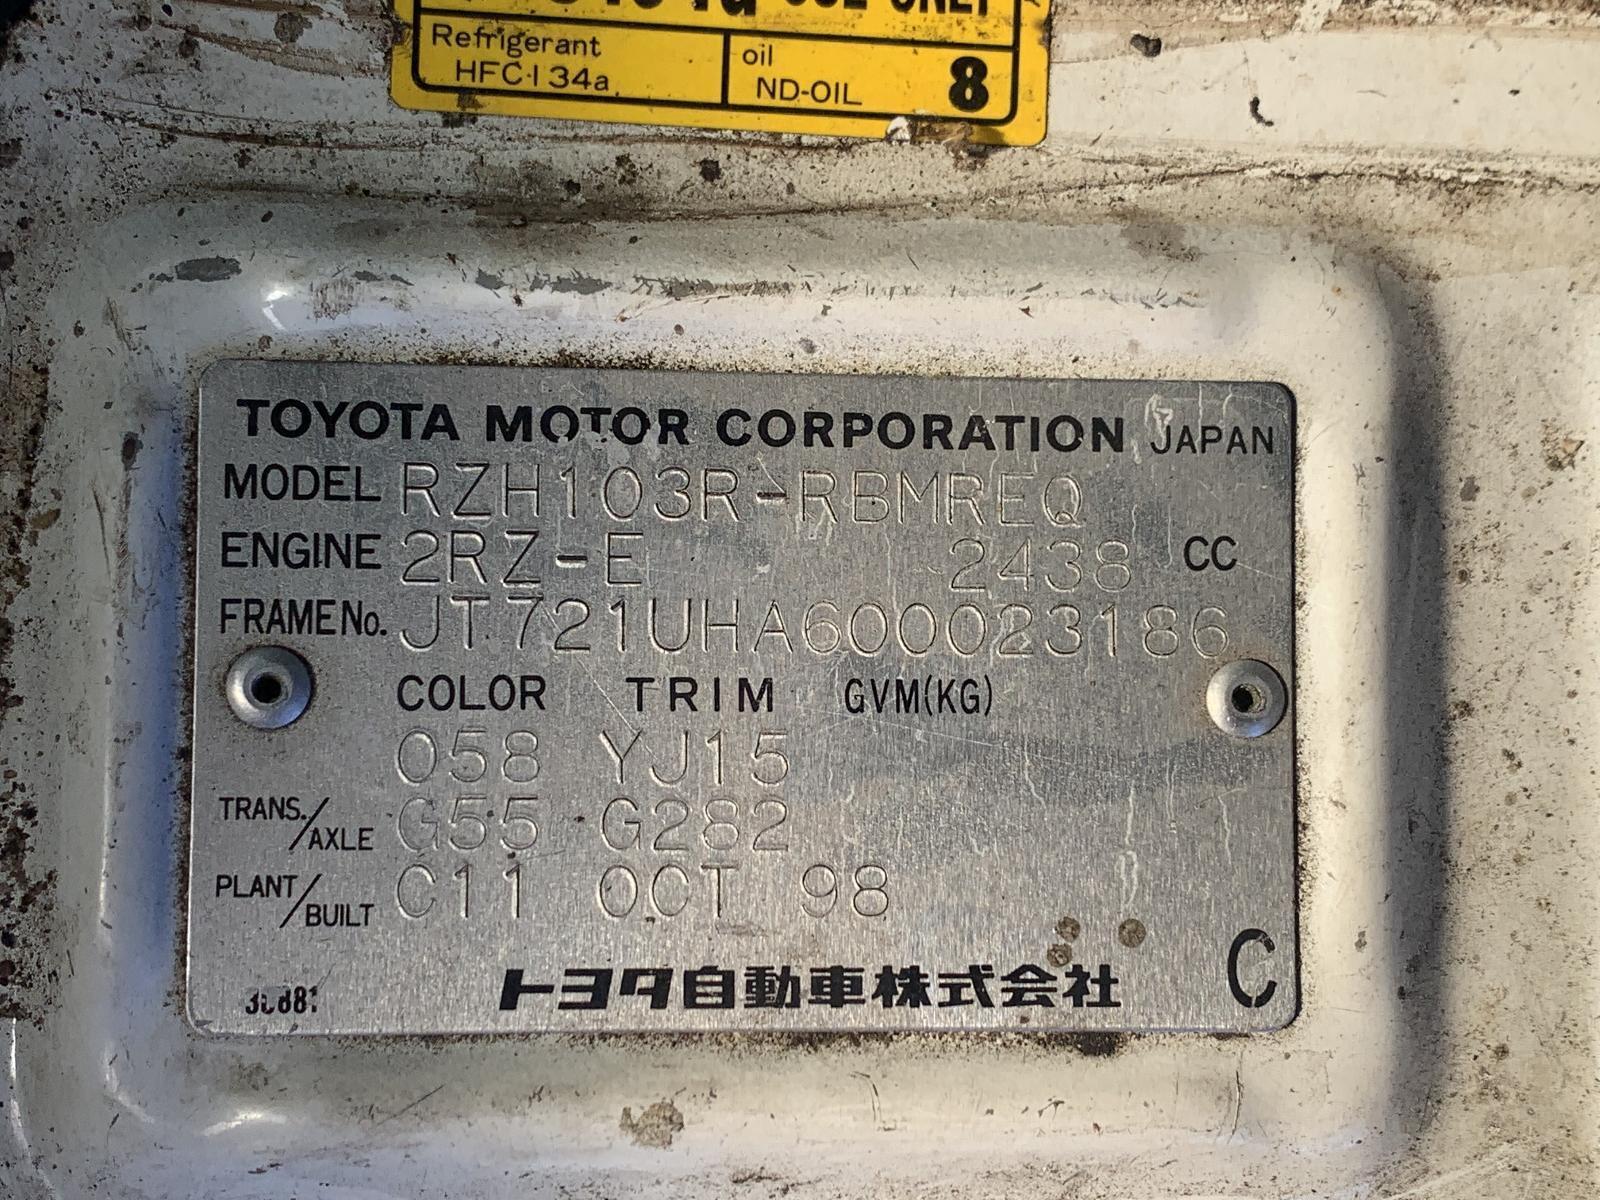 USE ONLY
Refrigerant
HFC-134a
oil
ND-OIL 8
TOYOTA MOTOR CORPORATION JAPAN
MODEL RZH103R-RBMREQ
ENGINE 2RZ-E 2438 CC
FRAME No. JT721UHA600023186
COLOR TRIM GVM(KG)
058 YJ15
TRANS./AXLE G55 G282
PLANT/BUILT C11 OCT 98
トヨタ自動車株式会社 C